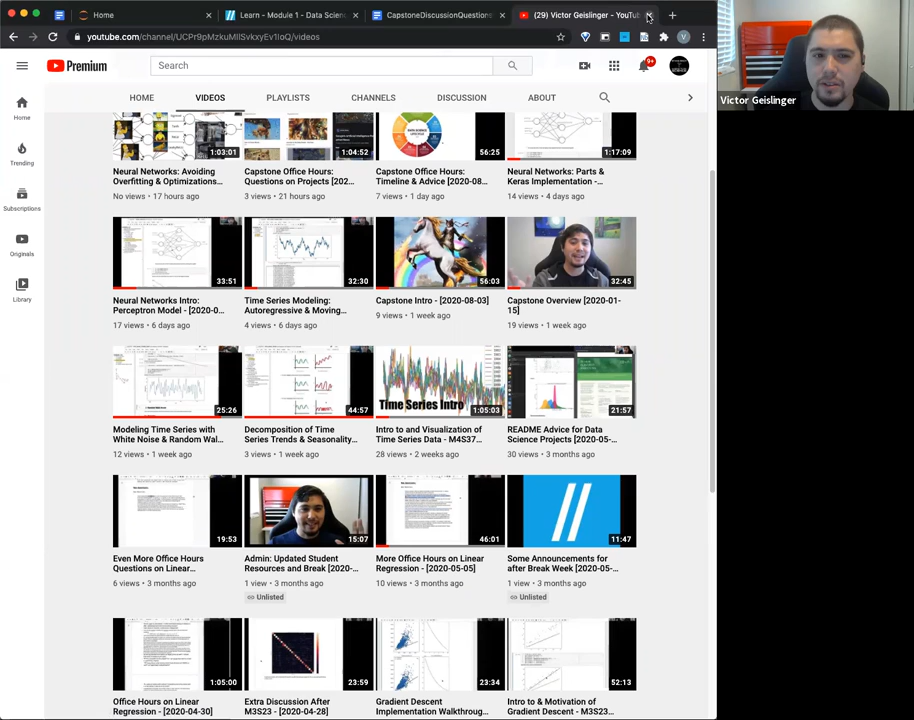 Home
Learn - Module 1 - Data Scien
CapstoneDiscussionQuestions
(29) Victor Geislinger - YouTub
youtube.com/channel/UCPr9pMzkuMIlSvkxyEv1IoQ/videos
Premium
Search
9+
HOME
VIDEOS
PLAYLISTS
CHANNELS
DISCUSSION
ABOUT
Home
Trending
Subscriptions
Originals
Library
Victor Geislinger
1:03:01
1:04:52
56:25
1:17:09
Neural Networks: Avoiding
Overfitting & Optimizations...
No views • 17 hours ago
Capstone Office Hours:
Questions on Projects [202...
3 views • 21 hours ago
Capstone Office Hours:
Timeline & Advice [2020-08...
7 views • 1 day ago
Neural Networks: Parts &
Keras Implementation -...
14 views • 4 days ago
33:51
32:30
56:03
32:45
Neural Networks Intro:
Perceptron Model - [2020-0...
17 views • 6 days ago
Time Series Modeling:
Autoregressive & Moving...
4 views • 6 days ago
Capstone Intro - [2020-08-03]
9 views • 1 week ago
Capstone Overview [2020-01-
15]
19 views • 1 week ago
25:26
44:57
Time Series Intro
1:05:03
21:57
Modeling Time Series with
White Noise & Random Wal...
12 views • 1 week ago
Decomposition of Time
Series Trends & Seasonality...
3 views • 1 week ago
Intro to and Visualization of
Time Series Data - M4S37...
28 views • 2 weeks ago
README Advice for Data
Science Projects [2020-05-...
30 views • 3 months ago
19:53
15:07
46:01
11:47
Even More Office Hours
Questions on Linear...
6 views • 3 months ago
Admin: Updated Student
Resources and Break [2020-...
1 view • 3 months ago
Unlisted
More Office Hours on Linear
Regression - [2020-05-05]
10 views • 3 months ago
Some Announcements for
after Break Week [2020-05-...
1 view • 3 months ago
Unlisted
1:05:00
23:59
23:34
52:13
Office Hours on Linear
Regression - [2020-04-30]
Extra Discussion After
M3S23 - [2020-04-28]
Gradient Descent
Implementation Walkthroug...
Intro to & Motivation of
Gradient Descent - M3S23...